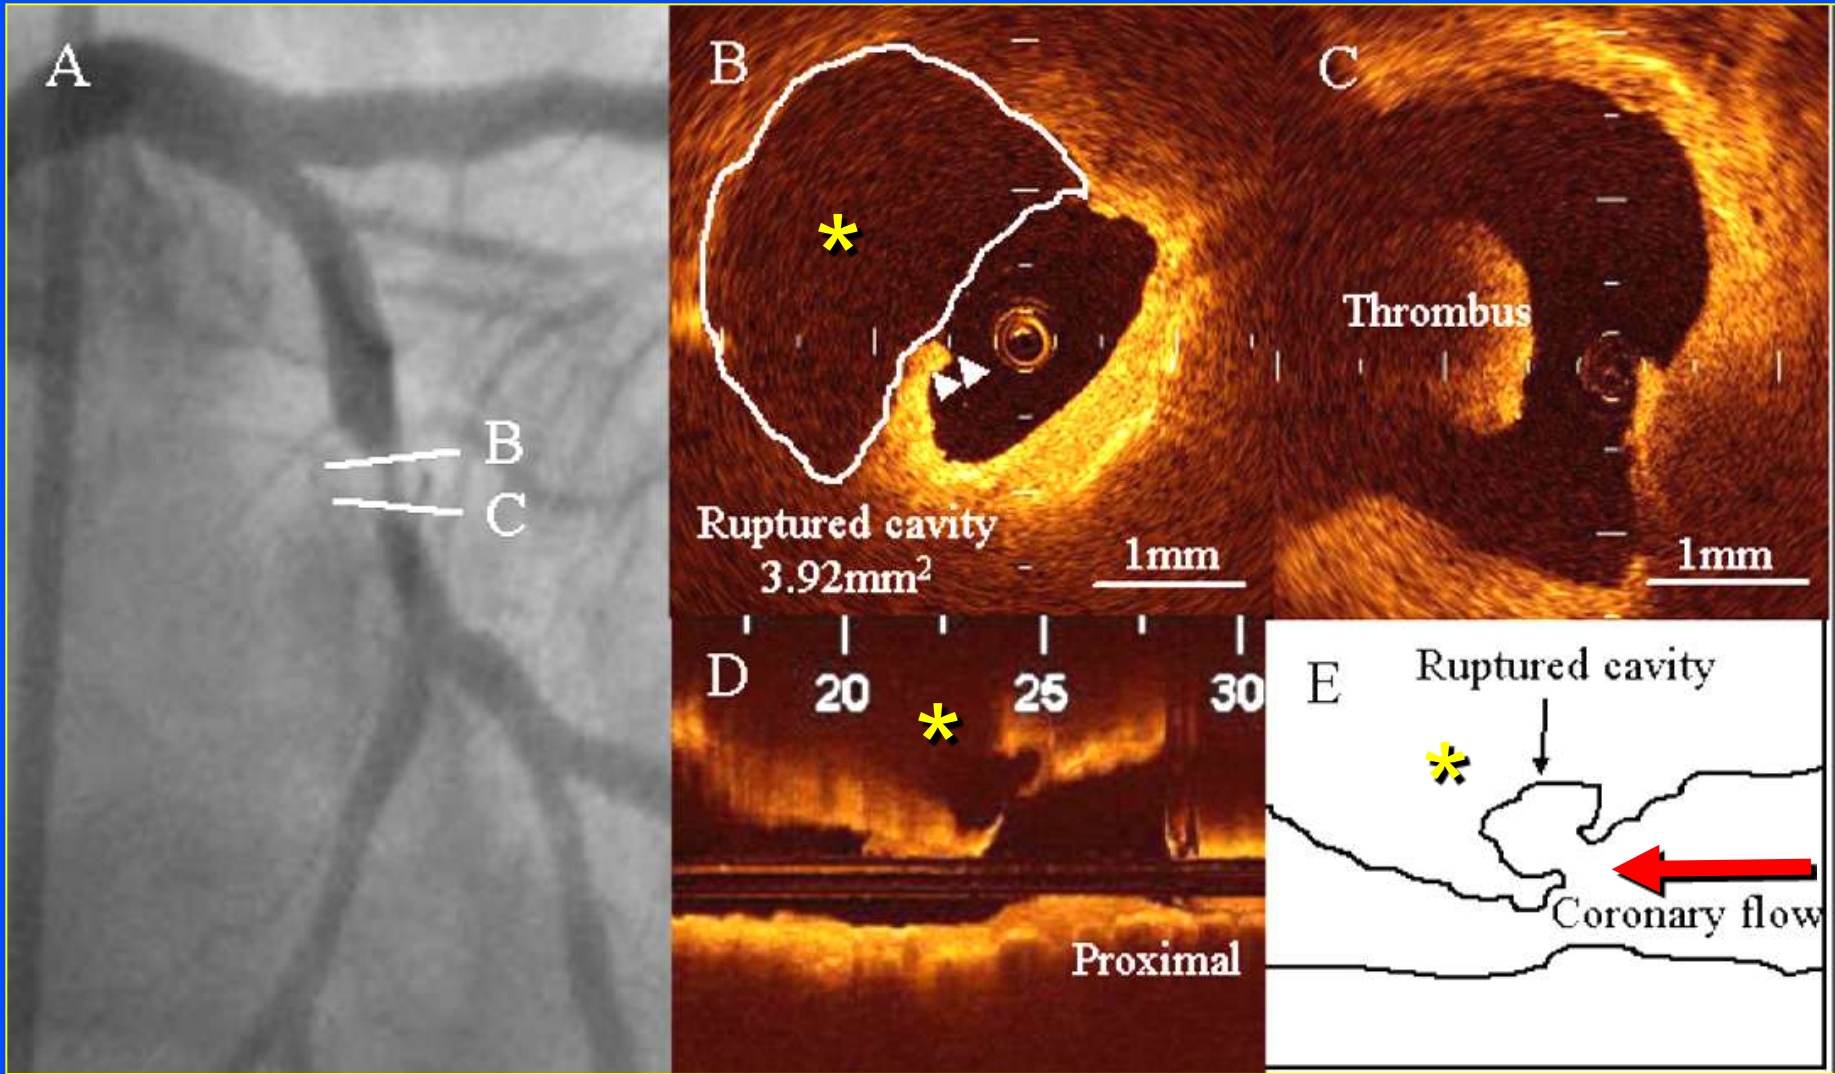 A
B
C
B
Ruptured cavity
3.92mm²
1mm
C
Thrombus
1mm
D
20
25
30
Proximal
E
Ruptured cavity
Coronary flow